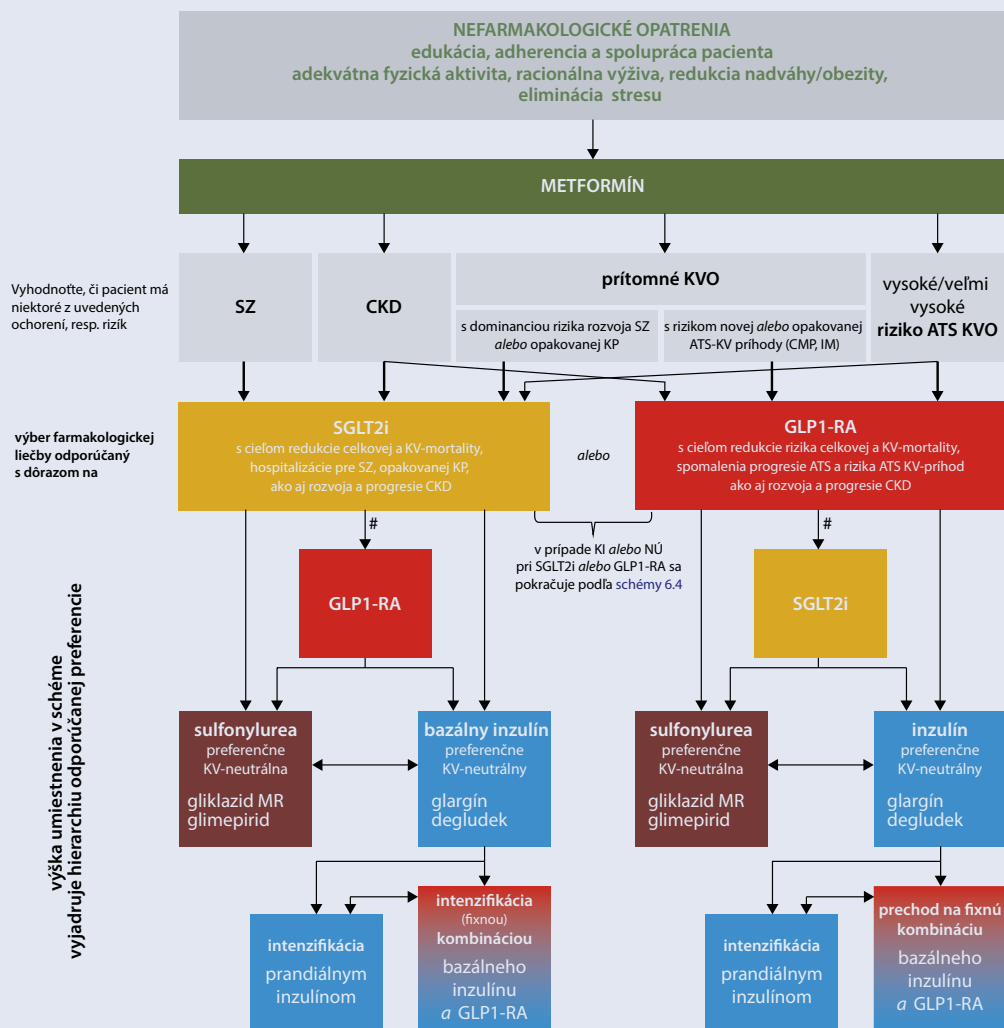 NEFARMAKOLOGICKÉ OPATRENIA
edukácia, adherencia a spolupráca pacienta
adekvátna fyzická aktivita, racionálna výživa, redukcia nadváhy/obezity,
eliminácia stresu
METFORMÍN
Vyhodnoťte, či pacient má
niektoré z uvedených
ochorení, resp. rizík
SZ
CKD
prítomné KVO
s dominanciou rizika rozvoja SZ
alebo opakovanej KP
s rizikom novej alebo opakovanej
ATS-KV príhody (CMP, IM)
vysoké/veľmi
vysoké
riziko ATS KVO
výber farmakologickej
liečby odporúčaný
s dôrazom na
SGLT2i
s cieľom redukcie celkovej a KV-mortality,
hospitalizácie pre SZ, opakovanej KP,
ako aj rozvoja a progresie CKD
alebo
GLP1-RA
s cieľom redukcie rizika celkovej a KV-mortality,
spomalenia progresie ATS a rizika ATS KV-príhod
ako aj rozvoja a progresie CKD
#
#
v prípade KI alebo NÚ
pri SGLT2i alebo GLP1-RA sa
pokračuje podľa schémy 6.4
GLP1-RA
SGLT2i
výška umiestnenia v schéme
vyjadruje hierarchiu odporúčanej preferencie
sulfonylurea
preferenčne
KV-neutrálna
gliklazid MR
glimepirid
bazálny inzulín
preferenčne
KV-neutrálny
glargín
degludek
sulfonylurea
preferenčne
KV-neutrálna
gliklazid MR
glimepirid
inzulín
preferenčne
KV-neutrálny
glargín
degludek
intenzifikácia
prandiálnym
inzulínom
intenzifikácia
(fixnou)
kombináciou
bazálneho
inzulínu
a GLP1-RA
intenzifikácia
prandiálnym
inzulínom
prechod na fixnú
kombináciu
bazálneho
inzulínu
a GLP1-RA